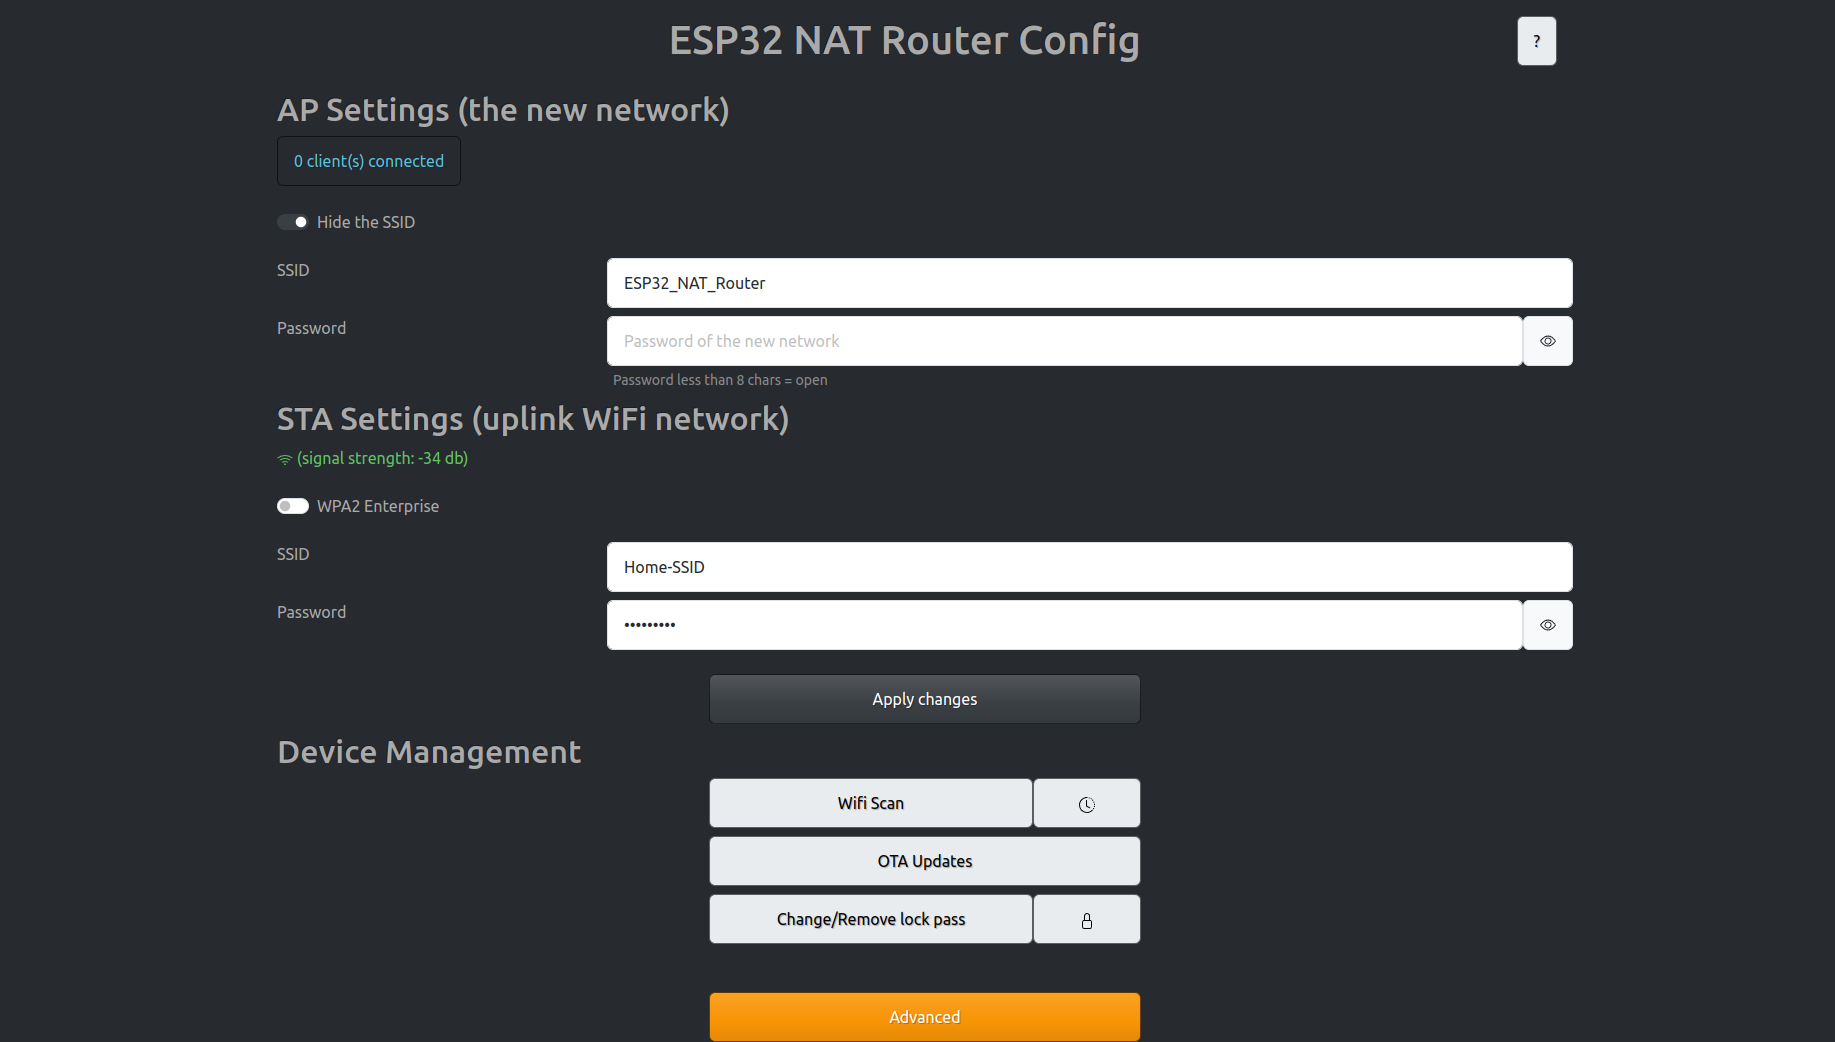 ESP32 NAT Router Config
?
AP Settings (the new network)
0 client(s) connected
Hide the SSID
SSID
ESP32_NAT_Router
Password
Password of the new network
Password less than 8 chars = open
STA Settings (uplink WiFi network)
(signal strength: -34 db)
WPA2 Enterprise
SSID
Home-SSID
Password
•••••••••
Apply changes
Device Management
Wifi Scan
OTA Updates
Change/Remove lock pass
Advanced